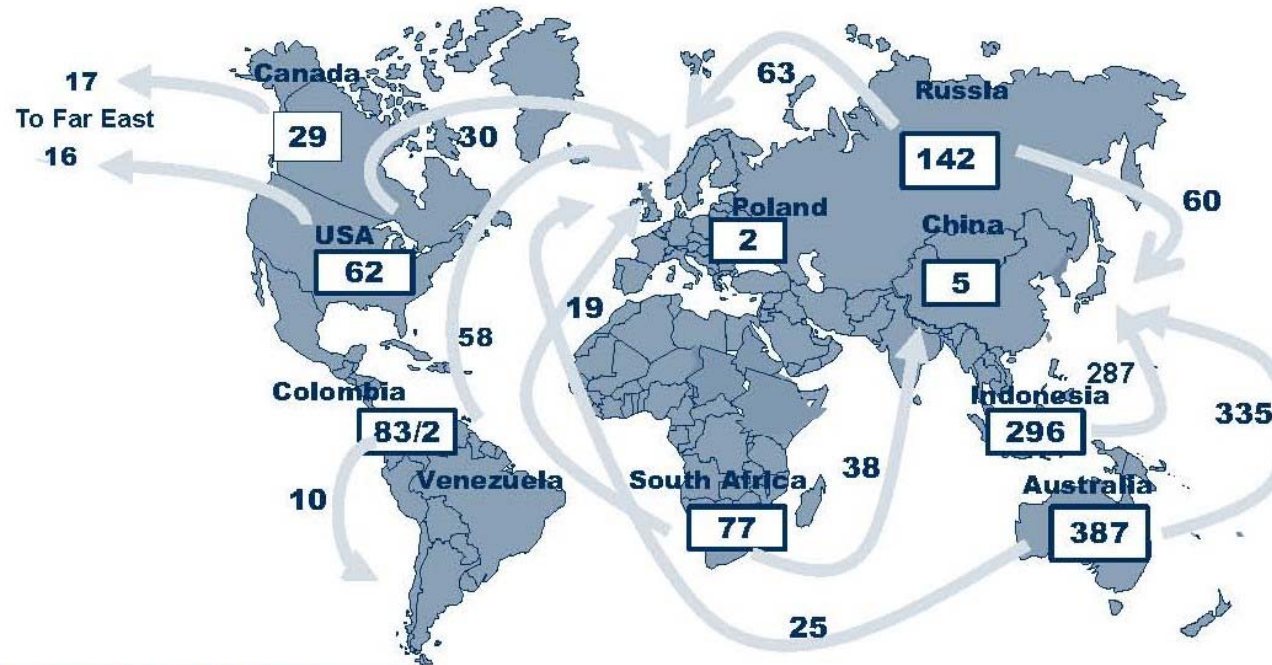 Canada
63
17
Russia
To Far East
29
30
142
16
60
Poland
China
USA
2
62
5
19
58
287
Colombia
Indonesia
335
83/2
296
38
Venezuela
South Africa
Australia
10
77
387
25